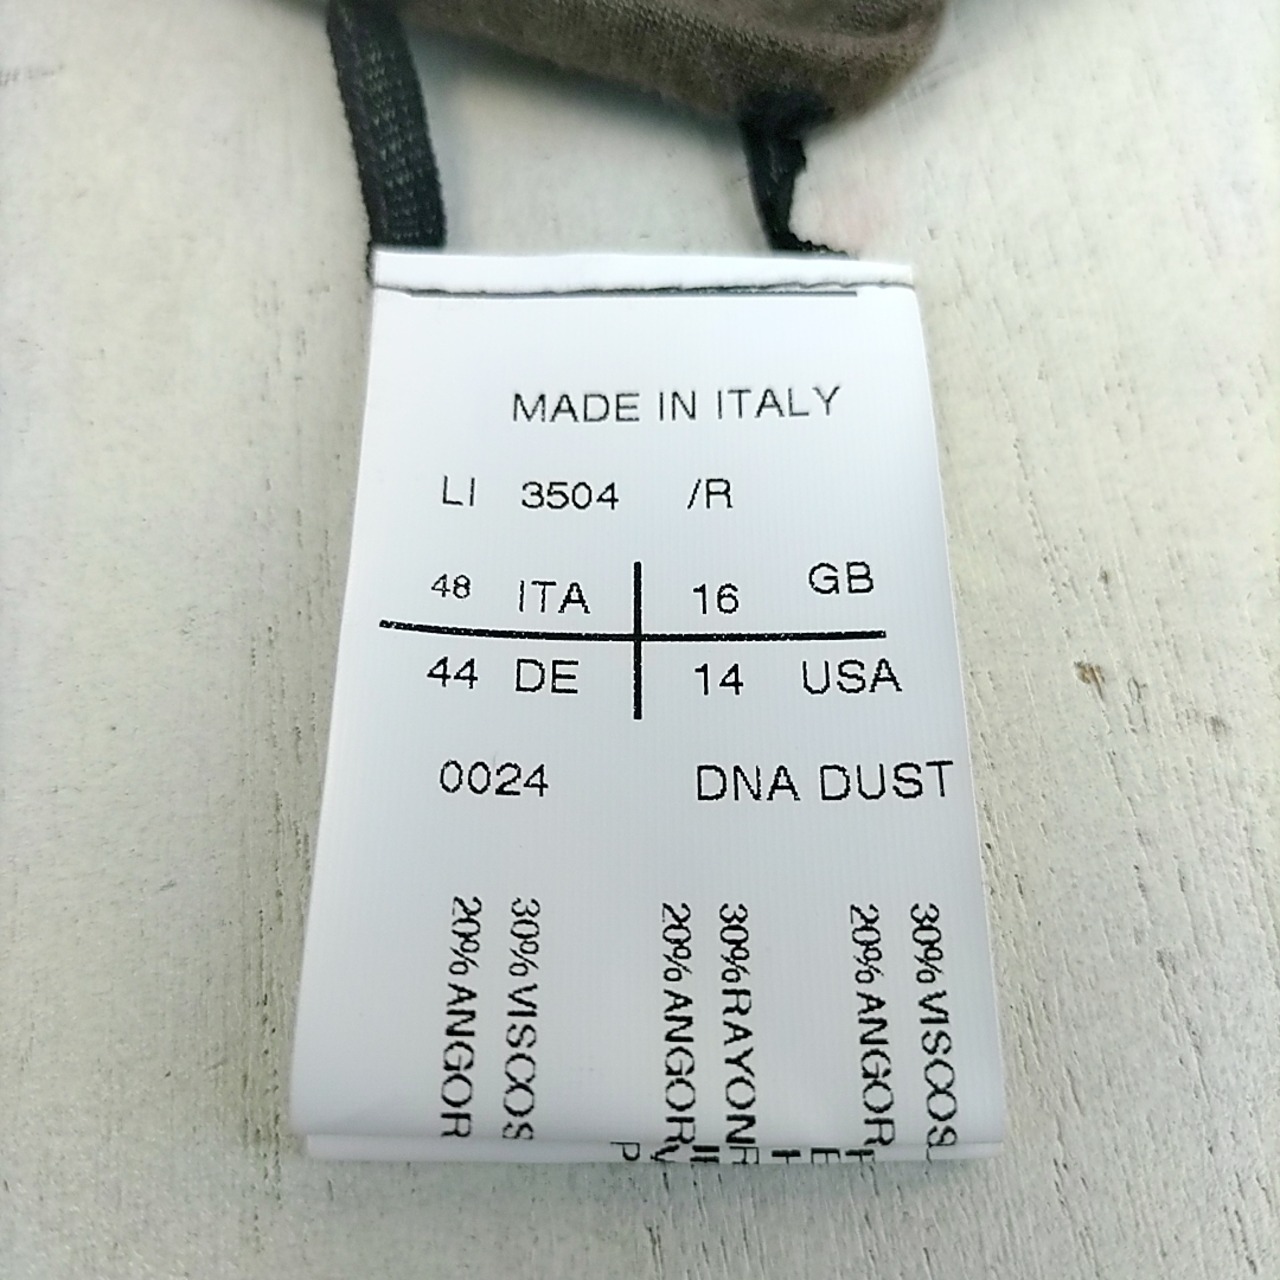 MADE IN ITALY
LI 3504 /R
48 ITA 16 GB
44 DE 14 USA
0024 DNA DUST
30% VISCOS
20% ANGOR
30% RAYON
20% ANGOR
30% VISCOS
20% ANGOR